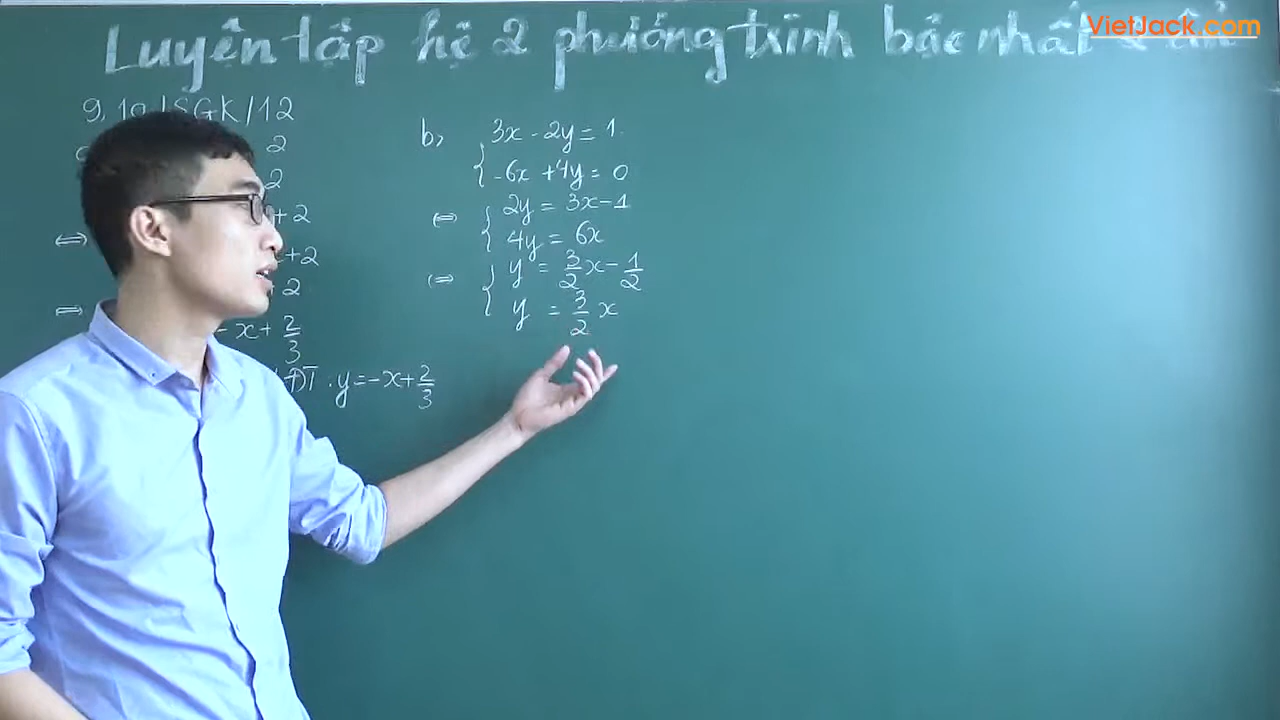 Luyện tập hệ 2 phương trình bậc nhất 2 ẩn
VietJack.com
9, 10 / SGK / 12
2
2
+ 2
⇔
x + 2
+ 2
⇔
- x + 2/3
ĐT : y = -x + 2/3
b,
{ 3x - 2y = 1
-6x + 4y = 0
⇔ { 2y = 3x - 1
4y = 6x
⇔ { y = 3/2 x - 1/2
y = 3/2 x